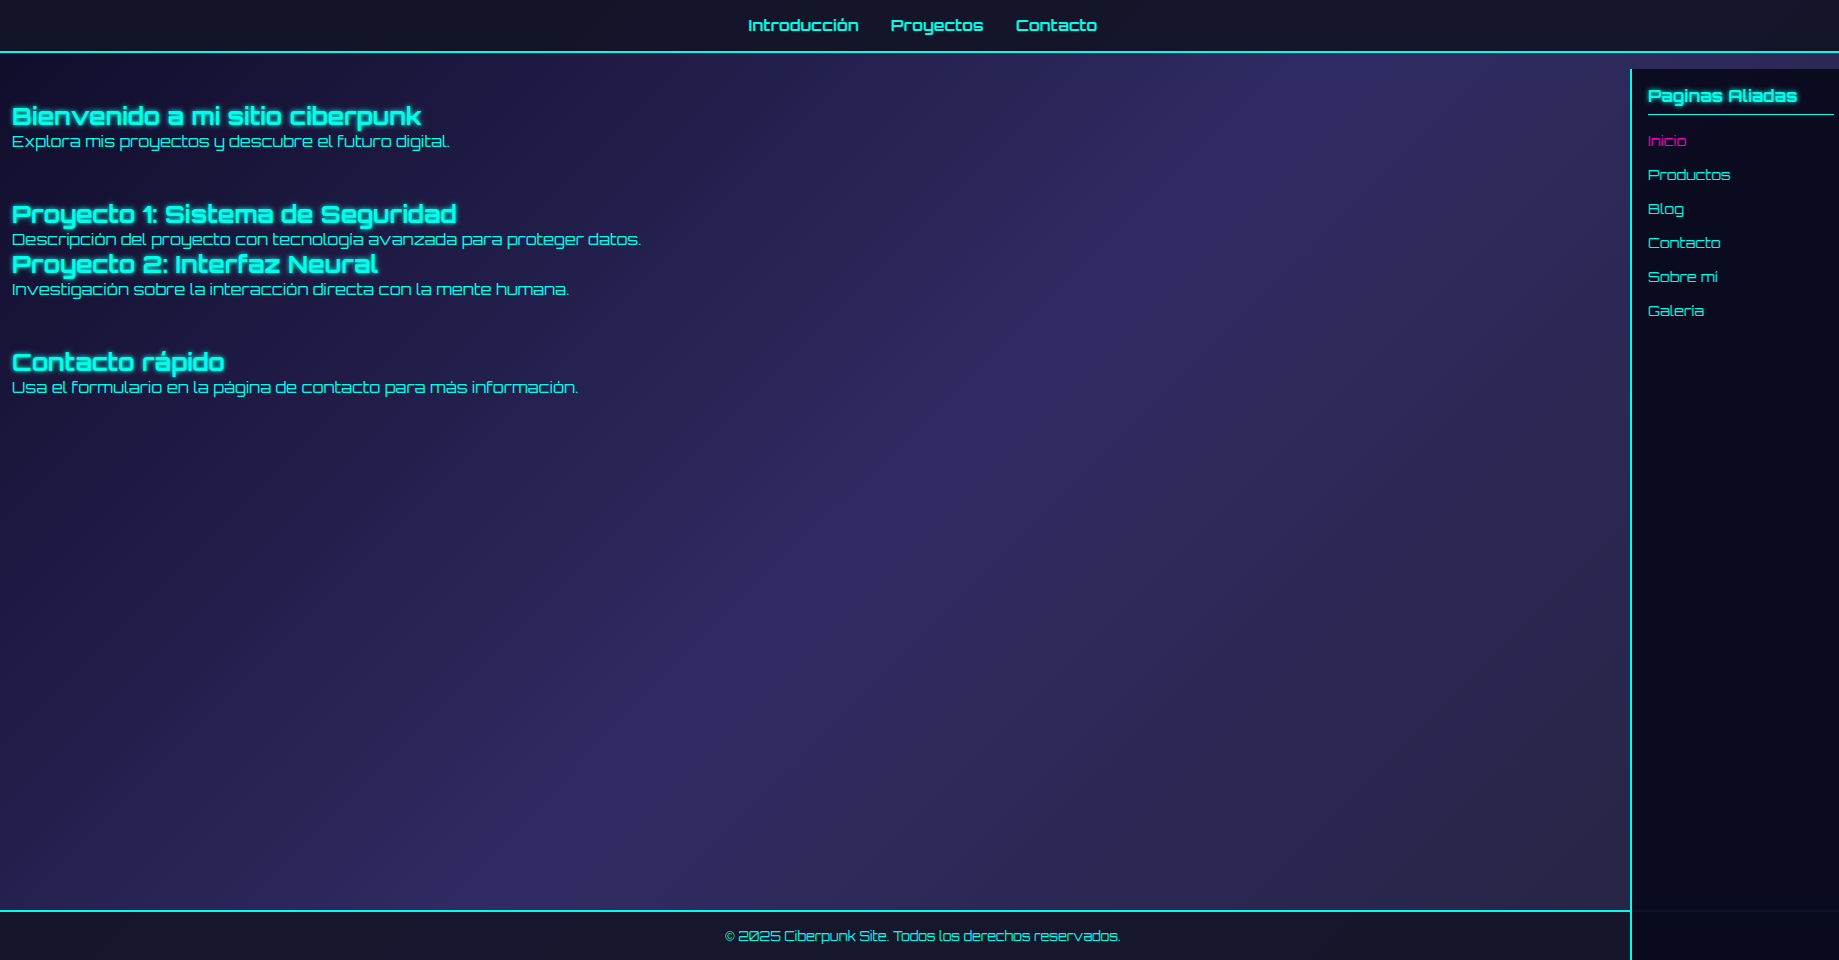 Introducción Proyectos Contacto
Bienvenido a mi sitio ciberpunk
Explora mis proyectos y descubre el futuro digital.
Proyecto 1: Sistema de Seguridad
Descripción del proyecto con tecnología avanzada para proteger datos.
Proyecto 2: Interfaz Neural
Investigación sobre la interacción directa con la mente humana.
Contacto rápido
Usa el formulario en la página de contacto para más información.
Paginas Aliadas
Inicio
Productos
Blog
Contacto
Sobre mí
Galería
© 2025 Ciberpunk Site. Todos los derechos reservados.